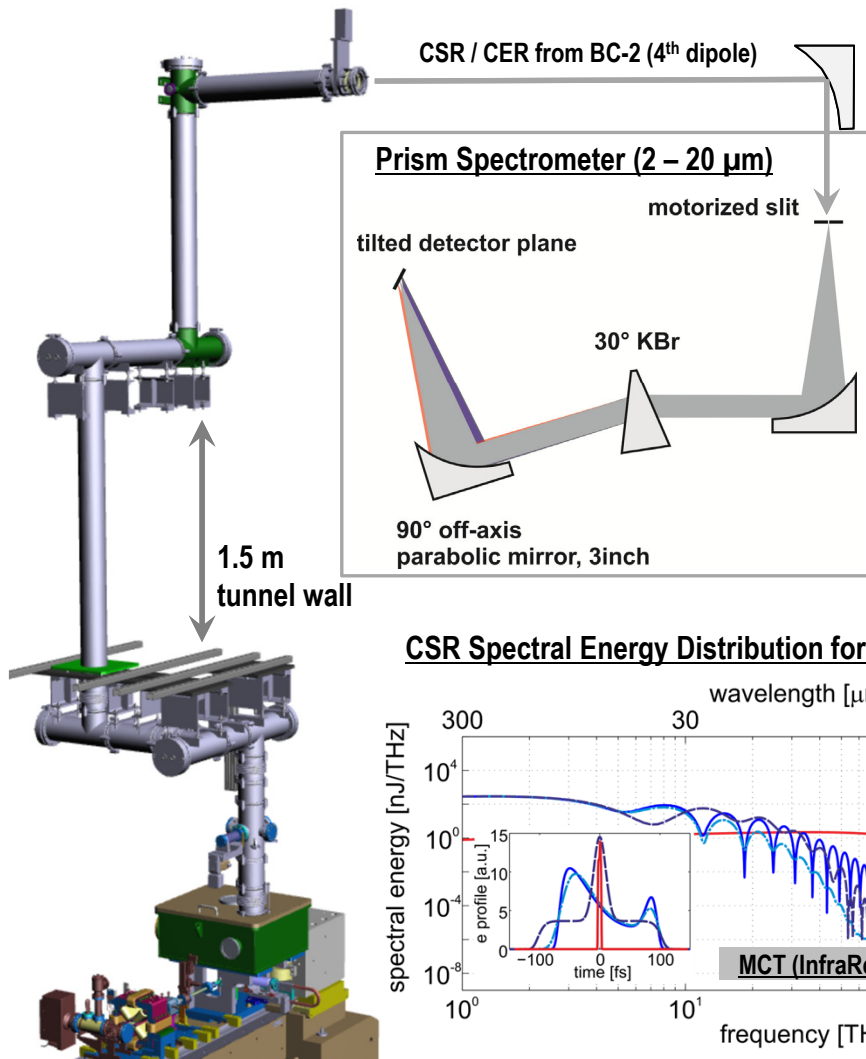 CSR / CER from BC-2 (4th dipole)
Prism Spectrometer (2 – 20 µm)
motorized slit
tilted detector plane
30° KBr
90° off-axis
parabolic mirror, 3inch
1.5 m
tunnel wall
CSR Spectral Energy Distribution for
wavelength [μ
300
30
spectral energy [nJ/THz]
10^4
10^0
10^-4
10^-8
e profile [a.u.]
15
10
5
0
−100
0
100
time [fs]
MCT (InfraRe
10^0
10^1
frequency [TH